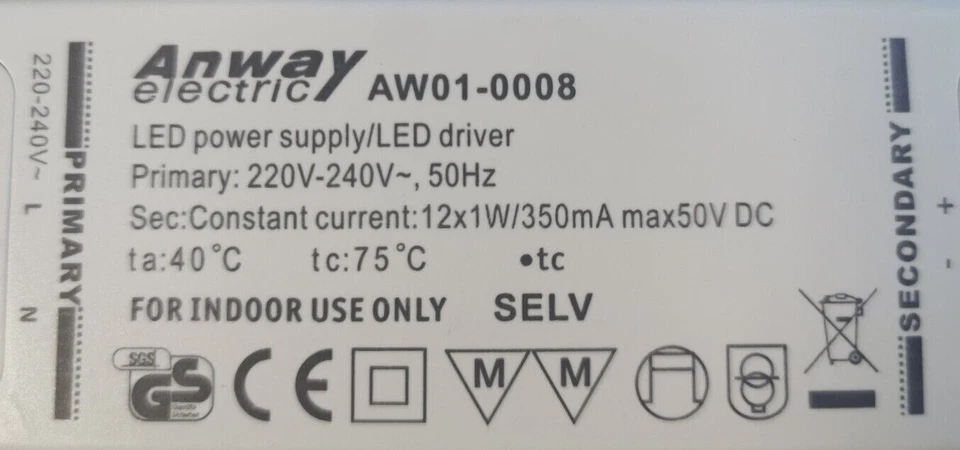 220-240V~ L N
PRIMARY
Anway
electric AW01-0008
LED power supply/LED driver
Primary: 220V-240V~, 50Hz
Sec:Constant current:12x1W/350mA max50V DC
ta:40°C tc:75°C •tc
FOR INDOOR USE ONLY SELV
SGS
GS
CE
M M
SECONDARY
+ -